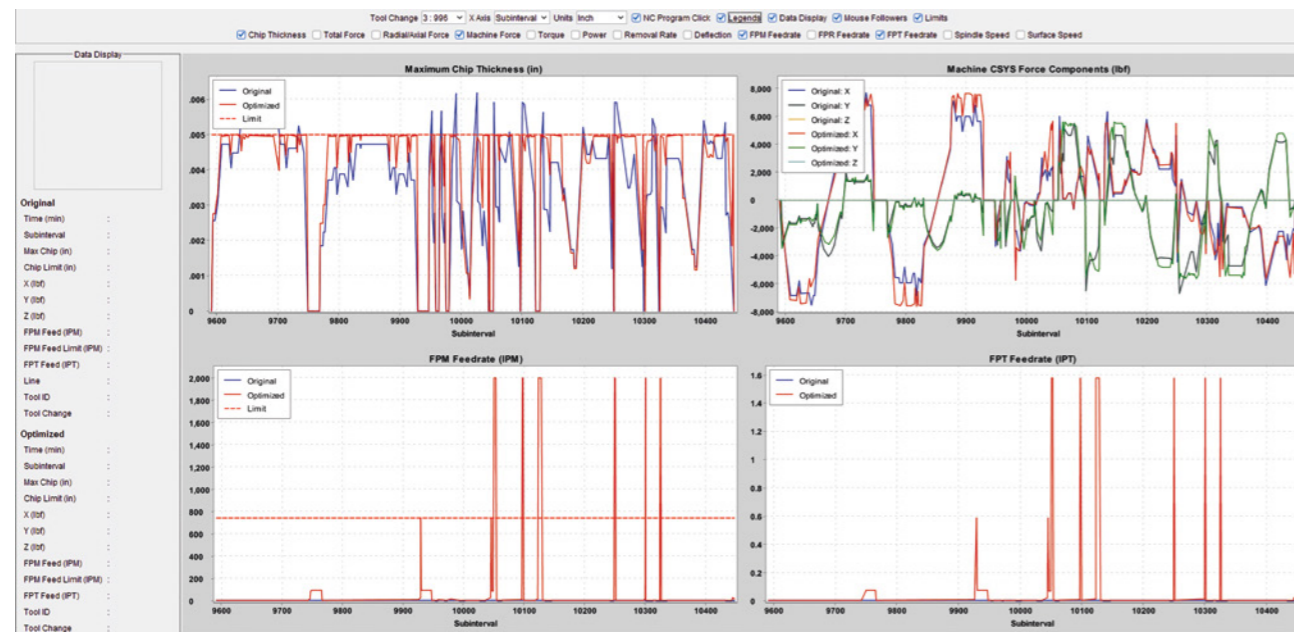 Tool Change 3 : 996 X Axis Subinterval Units Inch NC Program Click Legends Data Display Mouse Followers Limits
Chip Thickness Total Force Radial/Axial Force Machine Force Torque Power Removal Rate Deflection FPM Feedrate FPR Feedrate FPT Feedrate Spindle Speed Surface Speed
Data Display
Original
Time (min) :
Subinterval :
Max Chip (in) :
Chip Limit (in) :
X (lbf) :
Y (lbf) :
Z (lbf) :
FPM Feed (IPM) :
FPM Feed Limit (IPM) :
FPT Feed (IPT) :
Line :
Tool ID :
Tool Change :
Optimized
Time (min) :
Subinterval :
Max Chip (in) :
Chip Limit (in) :
X (lbf) :
Y (lbf) :
Z (lbf) :
FPM Feed (IPM) :
FPM Feed Limit (IPM) :
FPT Feed (IPT) :
Tool ID :
Tool Change :
Maximum Chip Thickness (in)
Original
Optimized
Limit
.006
.005
.004
.003
.002
.001
0
9600 9700 9800 9900 10000 10100 10200 10300 10400
Subinterval
Machine CSYS Force Components (lbf)
Original: X
Original: Y
Original: Z
Optimized: X
Optimized: Y
Optimized: Z
8,000
6,000
4,000
2,000
0
-2,000
-4,000
-6,000
-8,000
9600 9700 9800 9900 10000 10100 10200 10300 10400
Subinterval
FPM Feedrate (IPM)
Original
Optimized
Limit
2,000
1,800
1,600
1,400
1,200
1,000
800
600
400
200
0
9600 9700 9800 9900 10000 10100 10200 10300 10400
Subinterval
FPT Feedrate (IPT)
Original
Optimized
1.6
1.4
1.2
1
0.8
0.6
0.4
0.2
0
9600 9700 9800 9900 10000 10100 10200 10300 10400
Subinterval